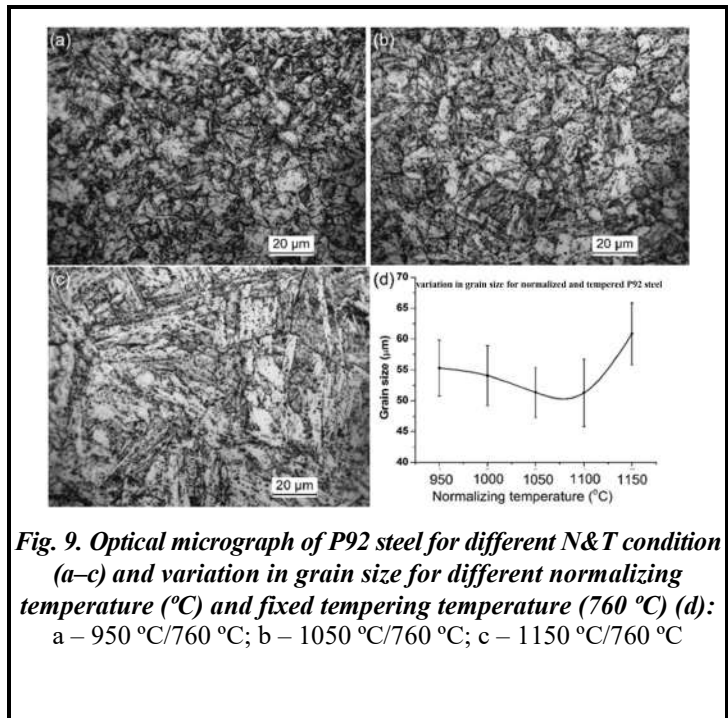 (a)
(b)
20 µm
20 µm
(c)
20 µm
(d)
variation in grain size for normalized and tempered P92 steel
70
65
60
55
50
45
40
Grain size (µm)
950 1000 1050 1100 1150
Normalizing temperature (°C)
Fig. 9. Optical micrograph of P92 steel for different N&T condition
(a–c) and variation in grain size for different normalizing
temperature (ºC) and fixed tempering temperature (760 ºC) (d):
a – 950 ºC/760 ºC; b – 1050 ºC/760 ºC; c – 1150 ºC/760 ºC